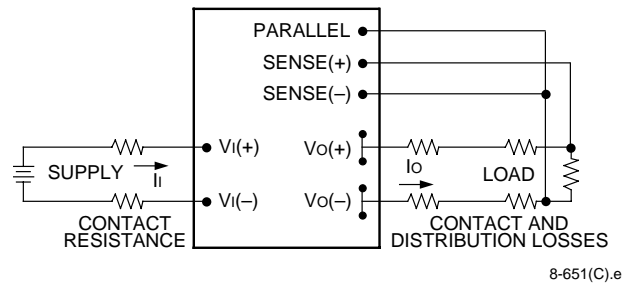 PARALLEL
SENSE(+)
SENSE(–)
SUPPLY
II
VI(+)
VO(+)
IO
LOAD
VI(–)
VO(–)
CONTACT
RESISTANCE
CONTACT AND
DISTRIBUTION LOSSES
8-651(C).e